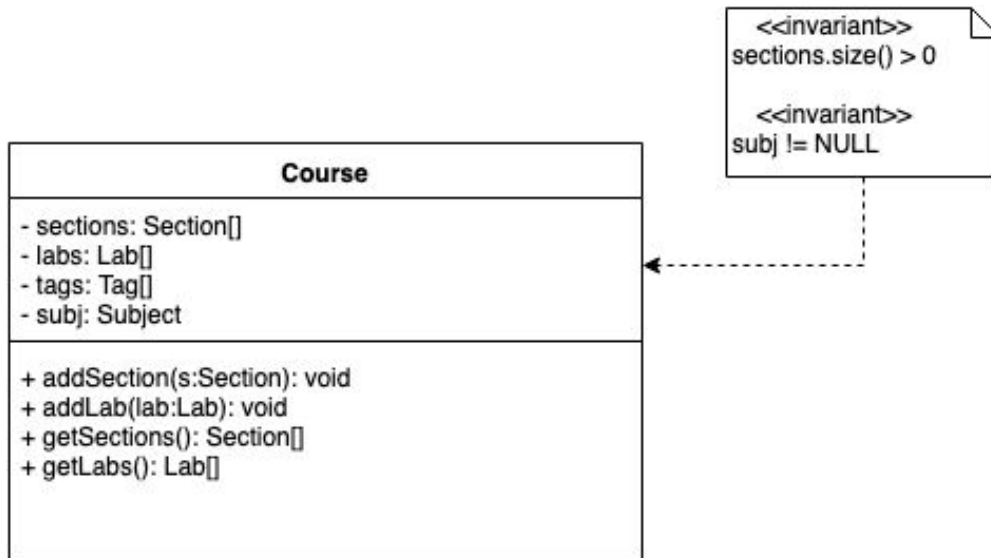 <<invariant>>
sections.size() > 0
<<invariant>>
subj != NULL
Course
- sections: Section[]
- labs: Lab[]
- tags: Tag[]
- subj: Subject
+ addSection(s:Section): void
+ addLab(lab:Lab): void
+ getSections(): Section[]
+ getLabs(): Lab[]